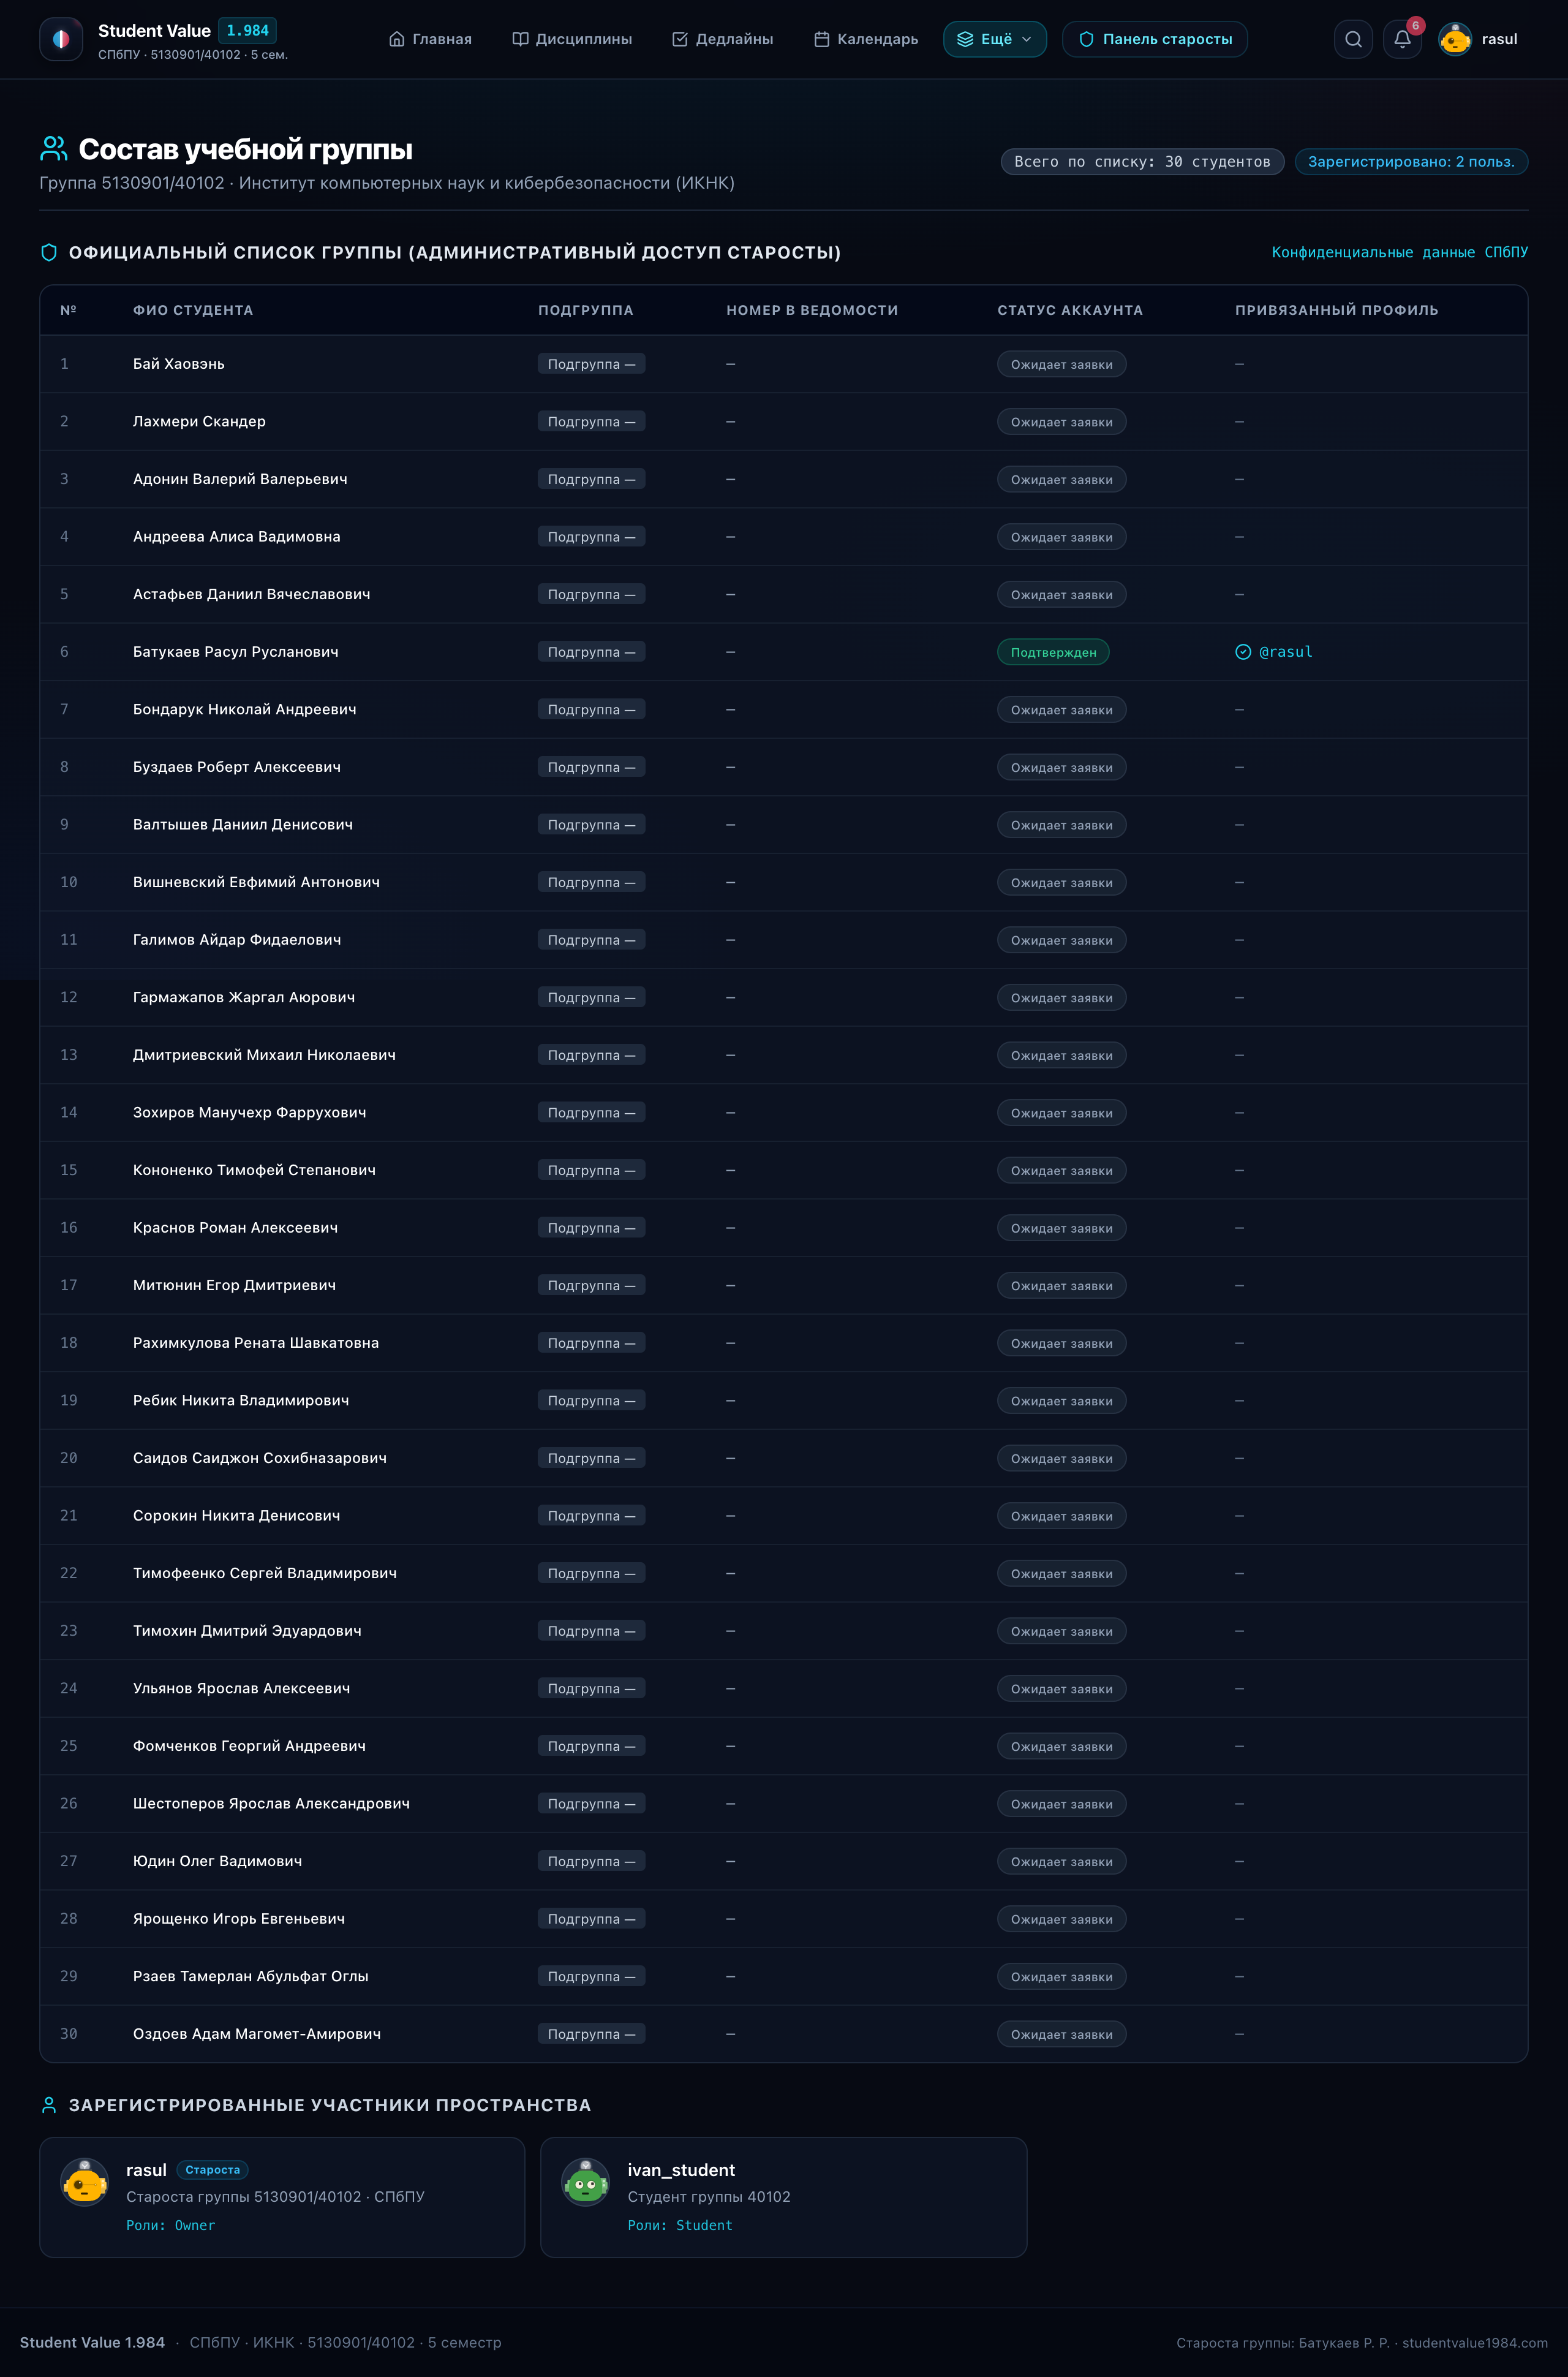 Student Value 1.984
СПбПУ · 5130901/40102 · 5 сем.
Главная Дисциплины Дедлайны Календарь Ещё Панель старосты 6 rasul
Состав учебной группы
Группа 5130901/40102 · Институт компьютерных наук и кибербезопасности (ИКНК)
Всего по списку: 30 студентов Зарегистрировано: 2 польз.
ОФИЦИАЛЬНЫЙ СПИСОК ГРУППЫ (АДМИНИСТРАТИВНЫЙ ДОСТУП СТАРОСТЫ) Конфиденциальные данные СПбПУ
№ ФИО СТУДЕНТА ПОДГРУППА НОМЕР В ВЕДОМОСТИ СТАТУС АККАУНТА ПРИВЯЗАННЫЙ ПРОФИЛЬ
1 Бай Хаовэнь Подгруппа — — Ожидает заявки —
2 Лахмери Скандер Подгруппа — — Ожидает заявки —
3 Адонин Валерий Валерьевич Подгруппа — — Ожидает заявки —
4 Андреева Алиса Вадимовна Подгруппа — — Ожидает заявки —
5 Астафьев Даниил Вячеславович Подгруппа — — Ожидает заявки —
6 Батукаев Расул Русланович Подгруппа — — Подтвержден @rasul
7 Бондарук Николай Андреевич Подгруппа — — Ожидает заявки —
8 Буздаев Роберт Алексеевич Подгруппа — — Ожидает заявки —
9 Валтышев Даниил Денисович Подгруппа — — Ожидает заявки —
10 Вишневский Евфимий Антонович Подгруппа — — Ожидает заявки —
11 Галимов Айдар Фидаелович Подгруппа — — Ожидает заявки —
12 Гармажапов Жаргал Аюрович Подгруппа — — Ожидает заявки —
13 Дмитриевский Михаил Николаевич Подгруппа — — Ожидает заявки —
14 Зохиров Манучехр Фаррухович Подгруппа — — Ожидает заявки —
15 Кононенко Тимофей Степанович Подгруппа — — Ожидает заявки —
16 Краснов Роман Алексеевич Подгруппа — — Ожидает заявки —
17 Митюнин Егор Дмитриевич Подгруппа — — Ожидает заявки —
18 Рахимкулова Рената Шавкатовна Подгруппа — — Ожидает заявки —
19 Ребик Никита Владимирович Подгруппа — — Ожидает заявки —
20 Саидов Саиджон Сохибназарович Подгруппа — — Ожидает заявки —
21 Сорокин Никита Денисович Подгруппа — — Ожидает заявки —
22 Тимофеенко Сергей Владимирович Подгруппа — — Ожидает заявки —
23 Тимохин Дмитрий Эдуардович Подгруппа — — Ожидает заявки —
24 Ульянов Ярослав Алексеевич Подгруппа — — Ожидает заявки —
25 Фомченков Георгий Андреевич Подгруппа — — Ожидает заявки —
26 Шестоперов Ярослав Александрович Подгруппа — — Ожидает заявки —
27 Юдин Олег Вадимович Подгруппа — — Ожидает заявки —
28 Ярощенко Игорь Евгеньевич Подгруппа — — Ожидает заявки —
29 Рзаев Тамерлан Абульфат Оглы Подгруппа — — Ожидает заявки —
30 Оздоев Адам Магомет-Амирович Подгруппа — — Ожидает заявки —
ЗАРЕГИСТРИРОВАННЫЕ УЧАСТНИКИ ПРОСТРАНСТВА
rasul Староста
Староста группы 5130901/40102 · СПбПУ
Роли: Owner
ivan_student
Студент группы 40102
Роли: Student
Student Value 1.984 · СПбПУ · ИКНК · 5130901/40102 · 5 семестр Староста группы: Батукаев Р. Р. · studentvalue1984.com